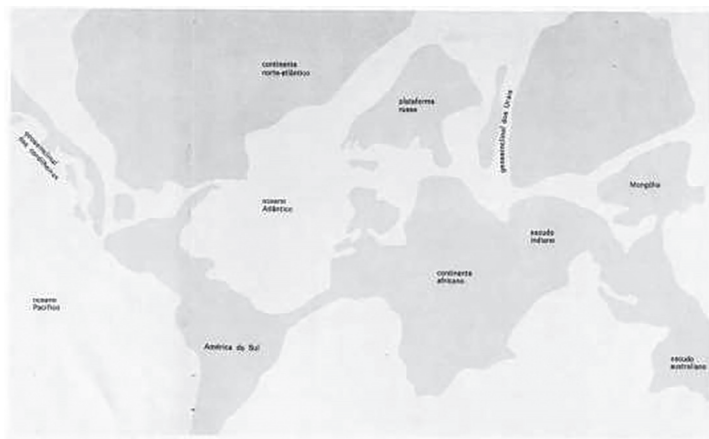 continente
norte-atlântico
plataforma
russa
geossinclinal dos Urais
geossinclinal
das cordilheiras
Mongólia
oceano
Atlântico
escudo
indiano
continente
africano
oceano
Pacífico
América do Sul
escudo
australiano